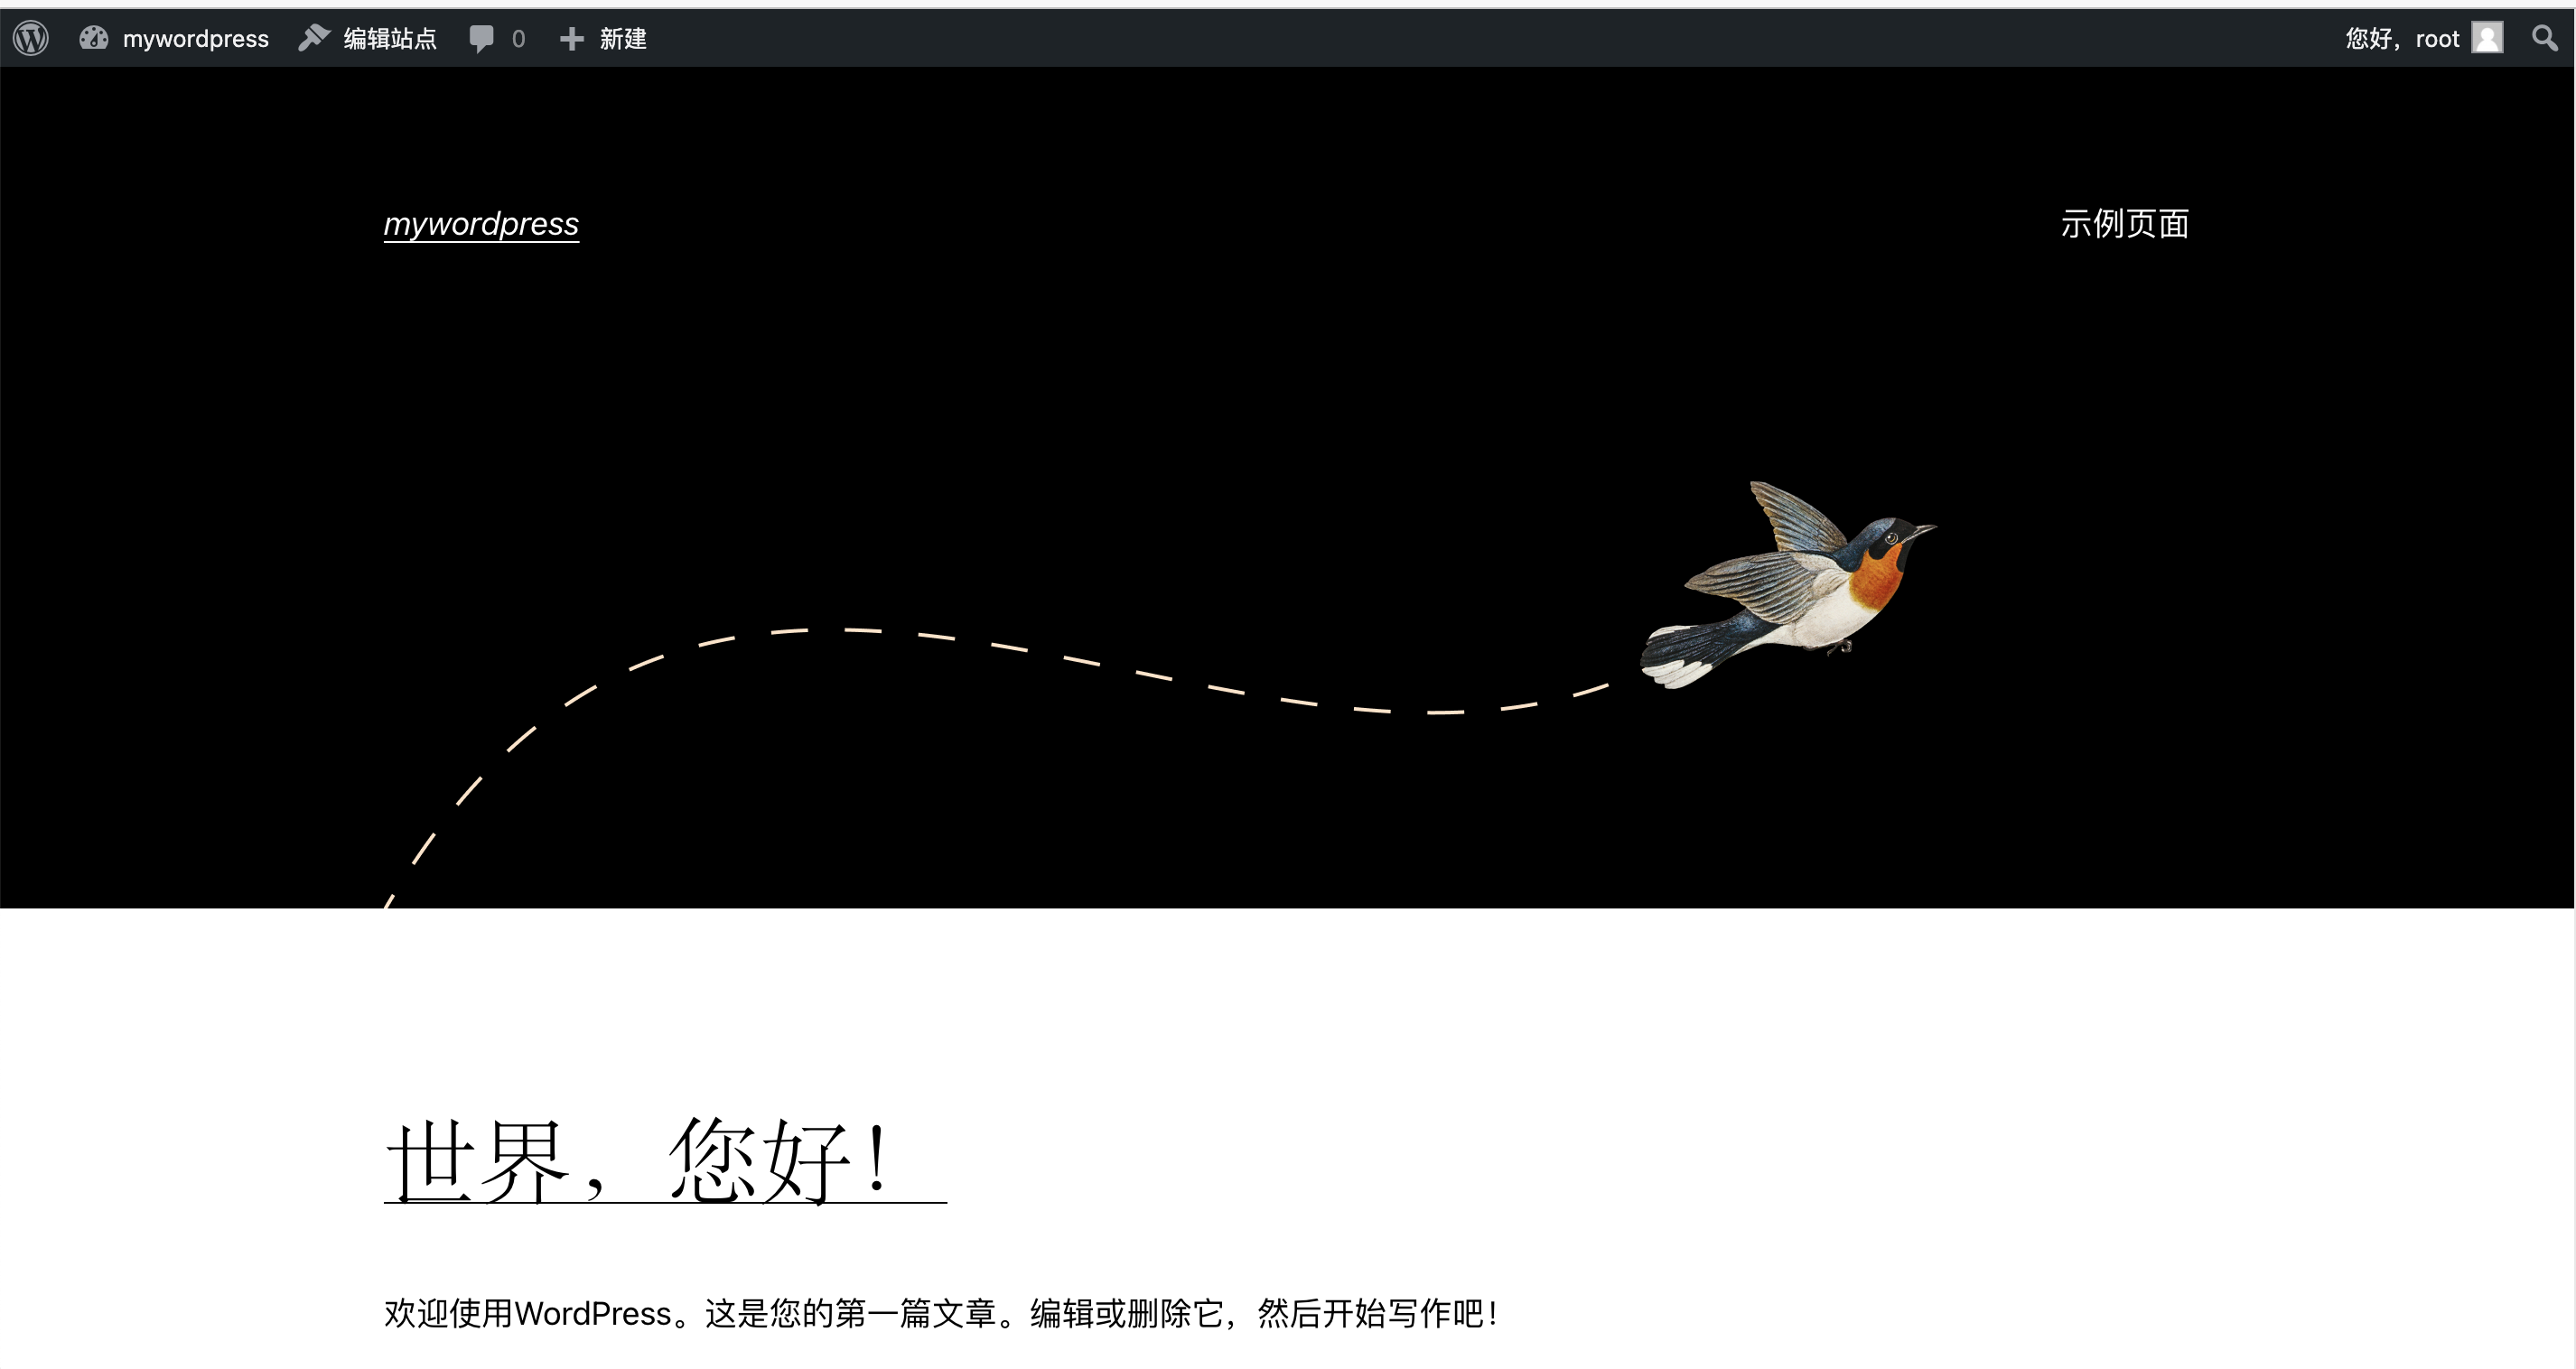 mywordpress 编辑站点 0 新建 您好，root
mywordpress 示例页面
世界，您好！
欢迎使用WordPress。这是您的第一篇文章。编辑或删除它，然后开始写作吧！